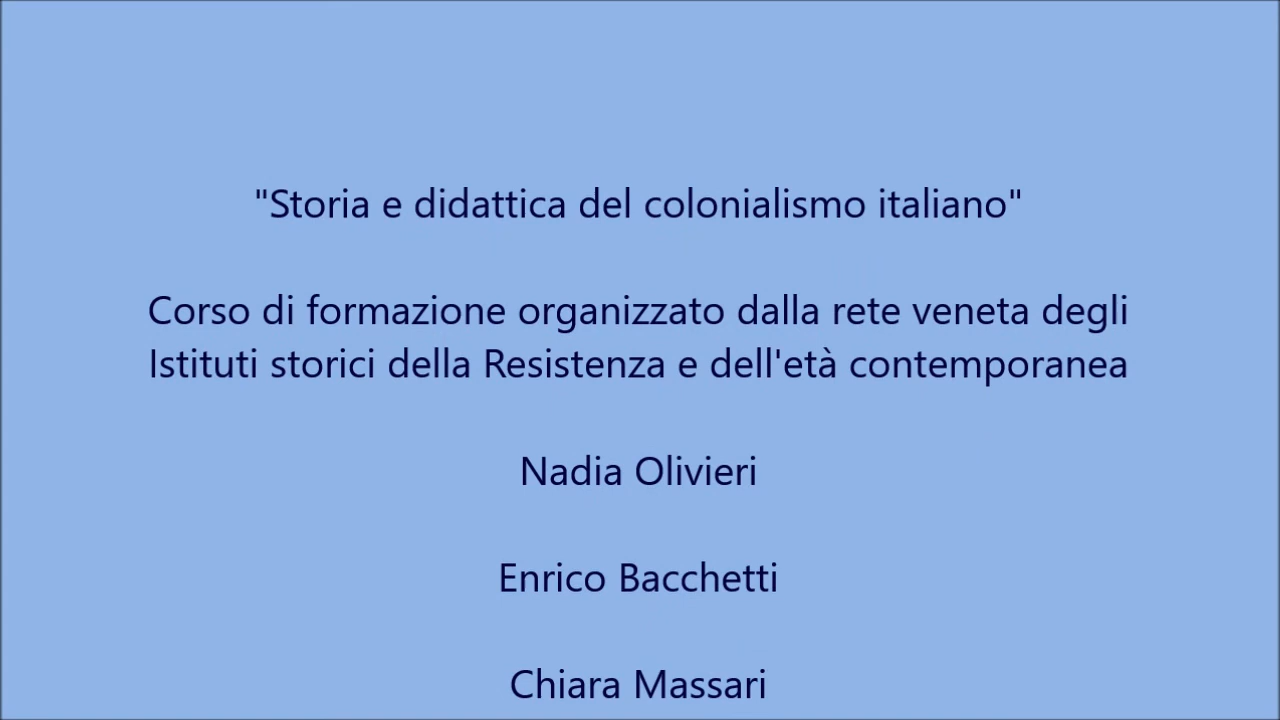 "Storia e didattica del colonialismo italiano"
Corso di formazione organizzato dalla rete veneta degli
Istituti storici della Resistenza e dell'età contemporanea
Nadia Olivieri
Enrico Bacchetti
Chiara Massari